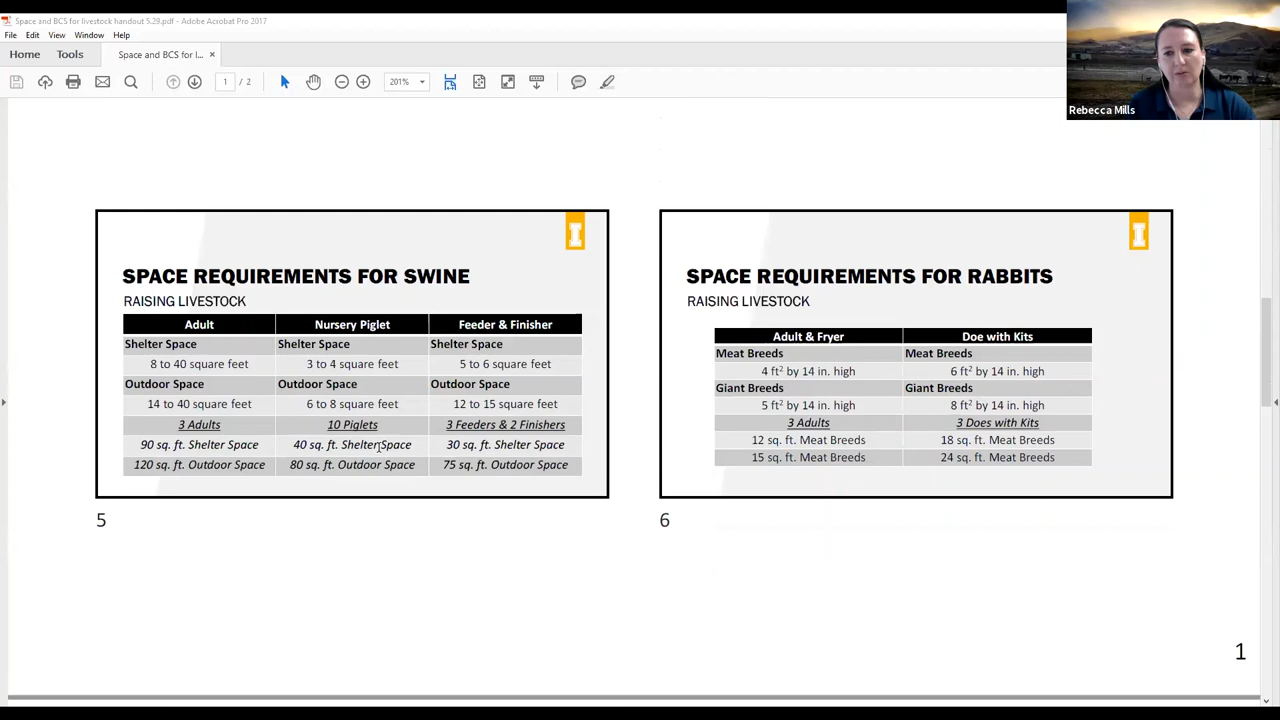 Space and BCS for livestock handout 5.29.pdf - Adobe Acrobat Pro 2017
File Edit View Window Help
Home Tools Space and BCS for l... ×
1 / 2 201%
Rebecca Mills
I
SPACE REQUIREMENTS FOR SWINE
RAISING LIVESTOCK
Adult Nursery Piglet Feeder & Finisher
Shelter Space Shelter Space Shelter Space
8 to 40 square feet 3 to 4 square feet 5 to 6 square feet
Outdoor Space Outdoor Space Outdoor Space
14 to 40 square feet 6 to 8 square feet 12 to 15 square feet
3 Adults 10 Piglets 3 Feeders & 2 Finishers
90 sq. ft. Shelter Space 40 sq. ft. Shelter Space 30 sq. ft. Shelter Space
120 sq. ft. Outdoor Space 80 sq. ft. Outdoor Space 75 sq. ft. Outdoor Space
5
I
SPACE REQUIREMENTS FOR RABBITS
RAISING LIVESTOCK
Adult & Fryer Doe with Kits
Meat Breeds Meat Breeds
4 ft² by 14 in. high 6 ft² by 14 in. high
Giant Breeds Giant Breeds
5 ft² by 14 in. high 8 ft² by 14 in. high
3 Adults 3 Does with Kits
12 sq. ft. Meat Breeds 18 sq. ft. Meat Breeds
15 sq. ft. Meat Breeds 24 sq. ft. Meat Breeds
6
1